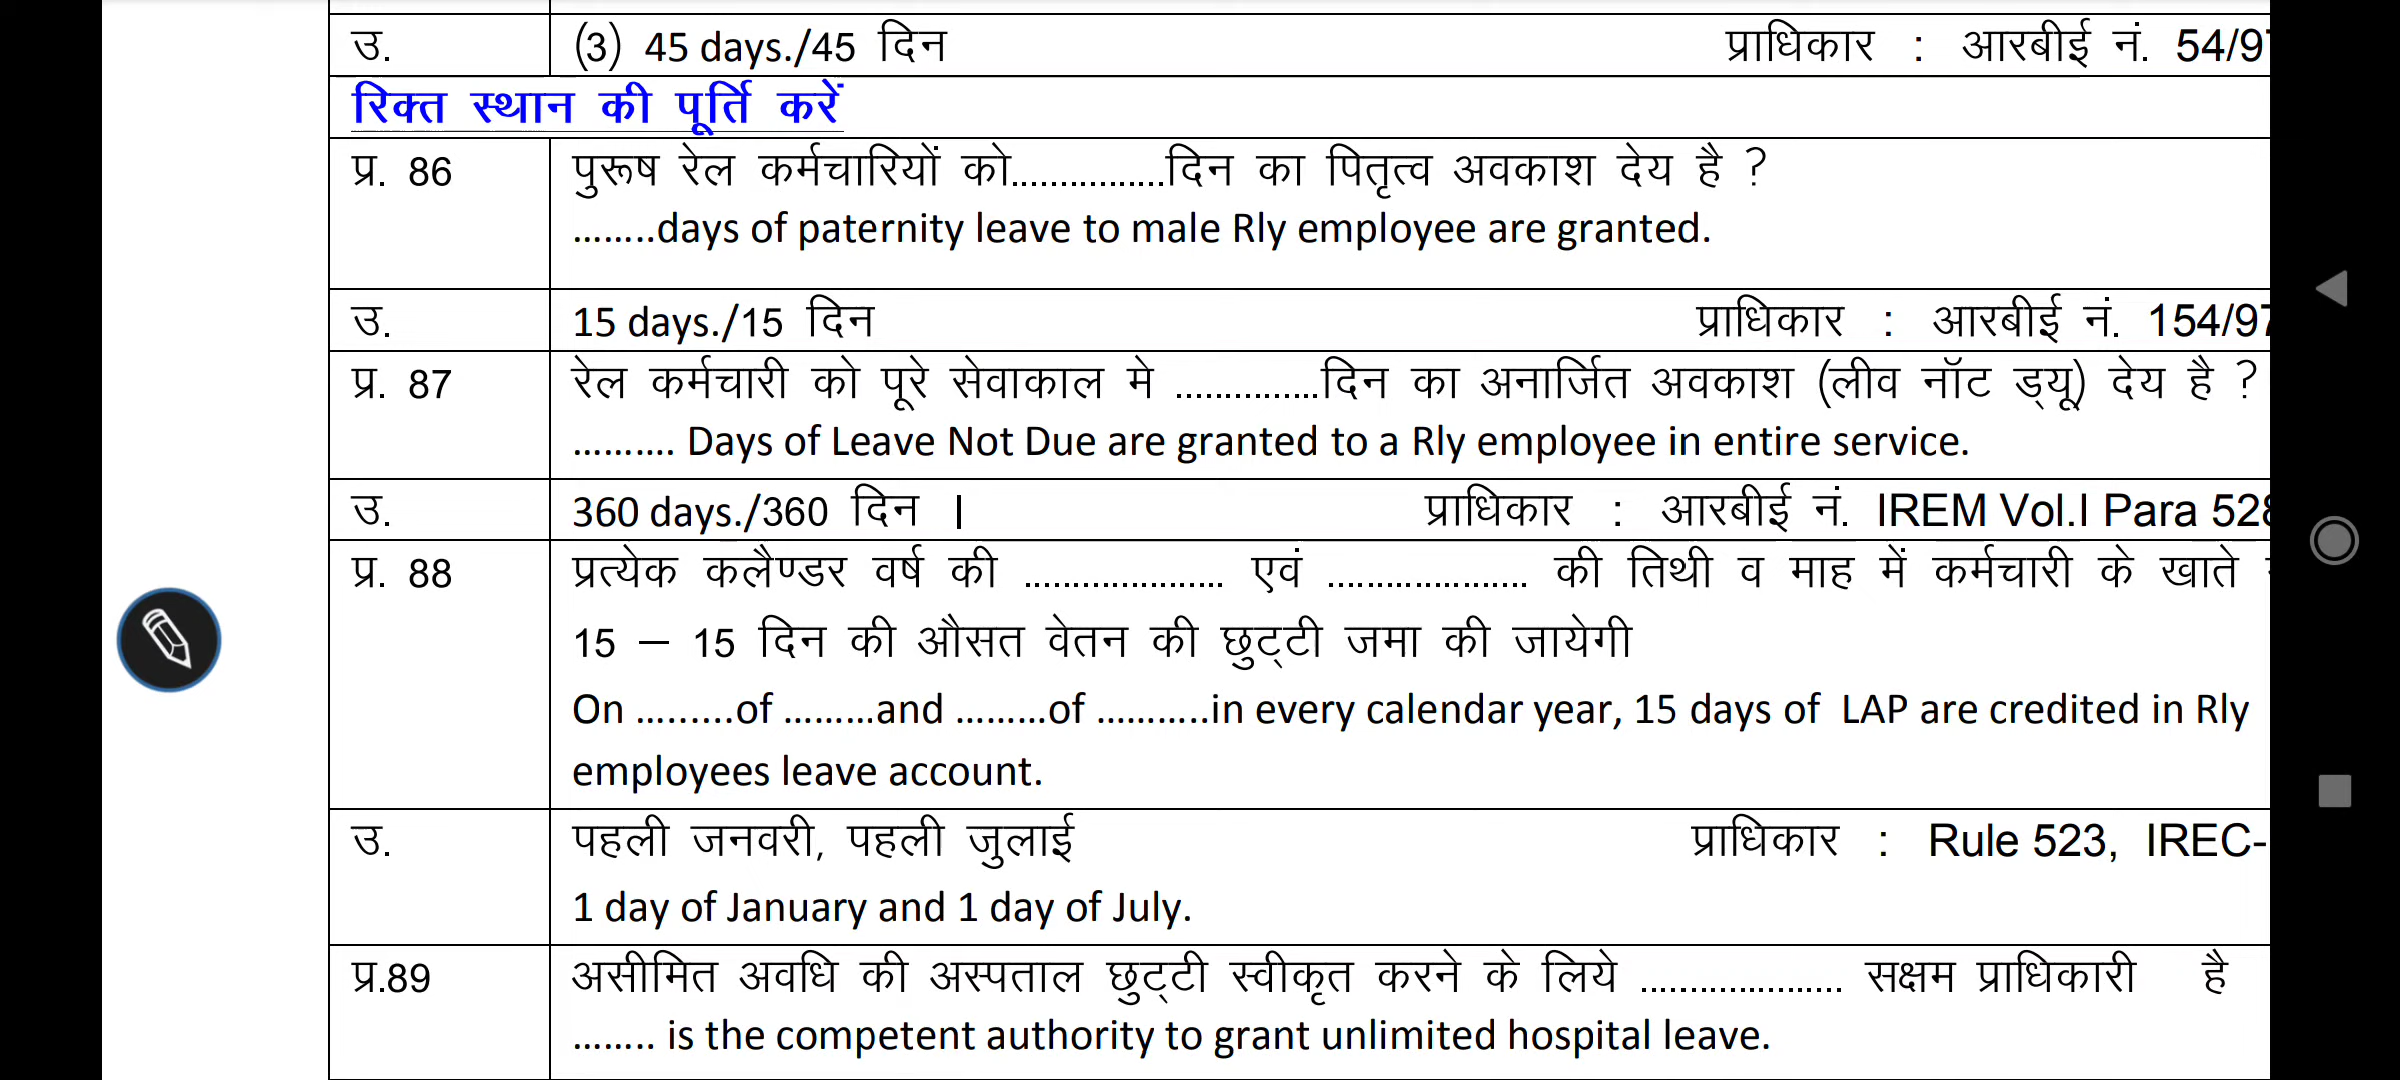 उ. (3) 45 days./45 दिन प्राधिकार : आरबीई नं. 54/97
रिक्त स्थान की पूर्ति करें
प्र. 86 पुरूष रेल कर्मचारियों को................दिन का पितृत्व अवकाश देय है ?
........days of paternity leave to male Rly employee are granted.
उ. 15 days./15 दिन प्राधिकार : आरबीई नं. 154/97
प्र. 87 रेल कर्मचारी को पूरे सेवाकाल मे ...............दिन का अनार्जित अवकाश (लीव नॉट ड्यू) देय है ?
.......... Days of Leave Not Due are granted to a Rly employee in entire service.
उ. 360 days./360 दिन । प्राधिकार : आरबीई नं. IREM Vol.I Para 528
प्र. 88 प्रत्येक कलैण्डर वर्ष की ..................... एवं ..................... की तिथी व माह में कर्मचारी के खाते
15 – 15 दिन की औसत वेतन की छुट्टी जमा की जायेगी
On .........of .........and .........of ...........in every calendar year, 15 days of LAP are credited in Rly
employees leave account.
उ. पहली जनवरी, पहली जुलाई प्राधिकार : Rule 523, IREC-
1 day of January and 1 day of July.
प्र.89 असीमित अवधि की अस्पताल छुट्टी स्वीकृत करने के लिये ..................... सक्षम प्राधिकारी है
........ is the competent authority to grant unlimited hospital leave.